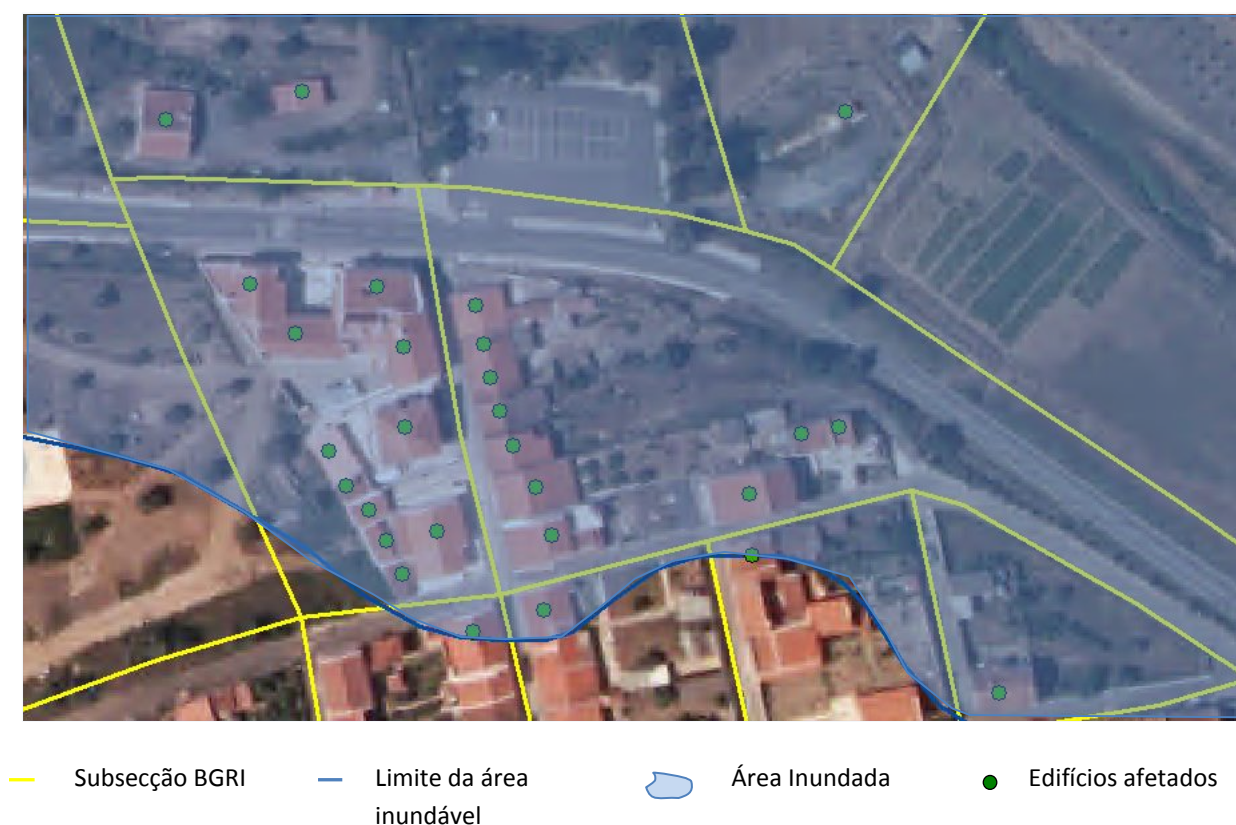 Subsecção BGRI
Limite da área
inundável
Área Inundada
Edifícios afetados